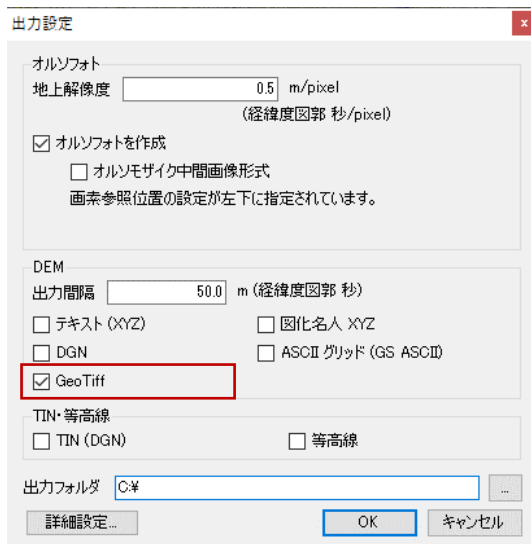 出力設定
x
オルソフォト
地上解像度 0.5 m/pixel
(経緯度図郭 秒/pixel)
オルソフォトを作成
オルソモザイク中間画像形式
画素参照位置の設定が左下に指定されています。
DEM
出力間隔 50.0 m (経緯度図郭 秒)
テキスト (XYZ) 図化名人 XYZ
DGN ASCII グリッド (GS ASCII)
GeoTiff
TIN・等高線
TIN (DGN) 等高線
出力フォルダ C:¥ ...
詳細設定... OK キャンセル